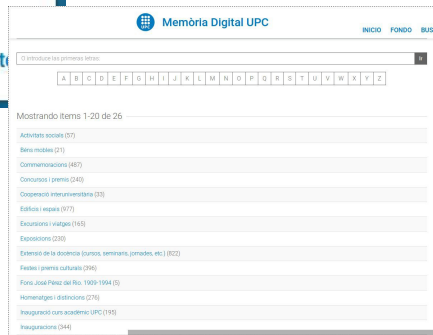 UPC
Memòria Digital UPC
INICIO FONDO BUS
O introduce las primeras letras:
Ir
A B C D E F G H I J K L M N O P Q R S T U V W X Y Z
Mostrando ítems 1-20 de 26
Activitats socials (57)
Béns mobles (21)
Commemoracions (487)
Concursos i premis (240)
Cooperació interuniversitària (33)
Edificis i espais (977)
Excursions i viatges (165)
Exposicions (230)
Extensió de la docència (cursos, seminaris, jornades, etc.) (822)
Festes i premis culturals (396)
Fons José Pérez del Río. 1909-1994 (5)
Homenatges i distincions (276)
Inauguració curs acadèmic UPC (195)
Inauguracions (544)